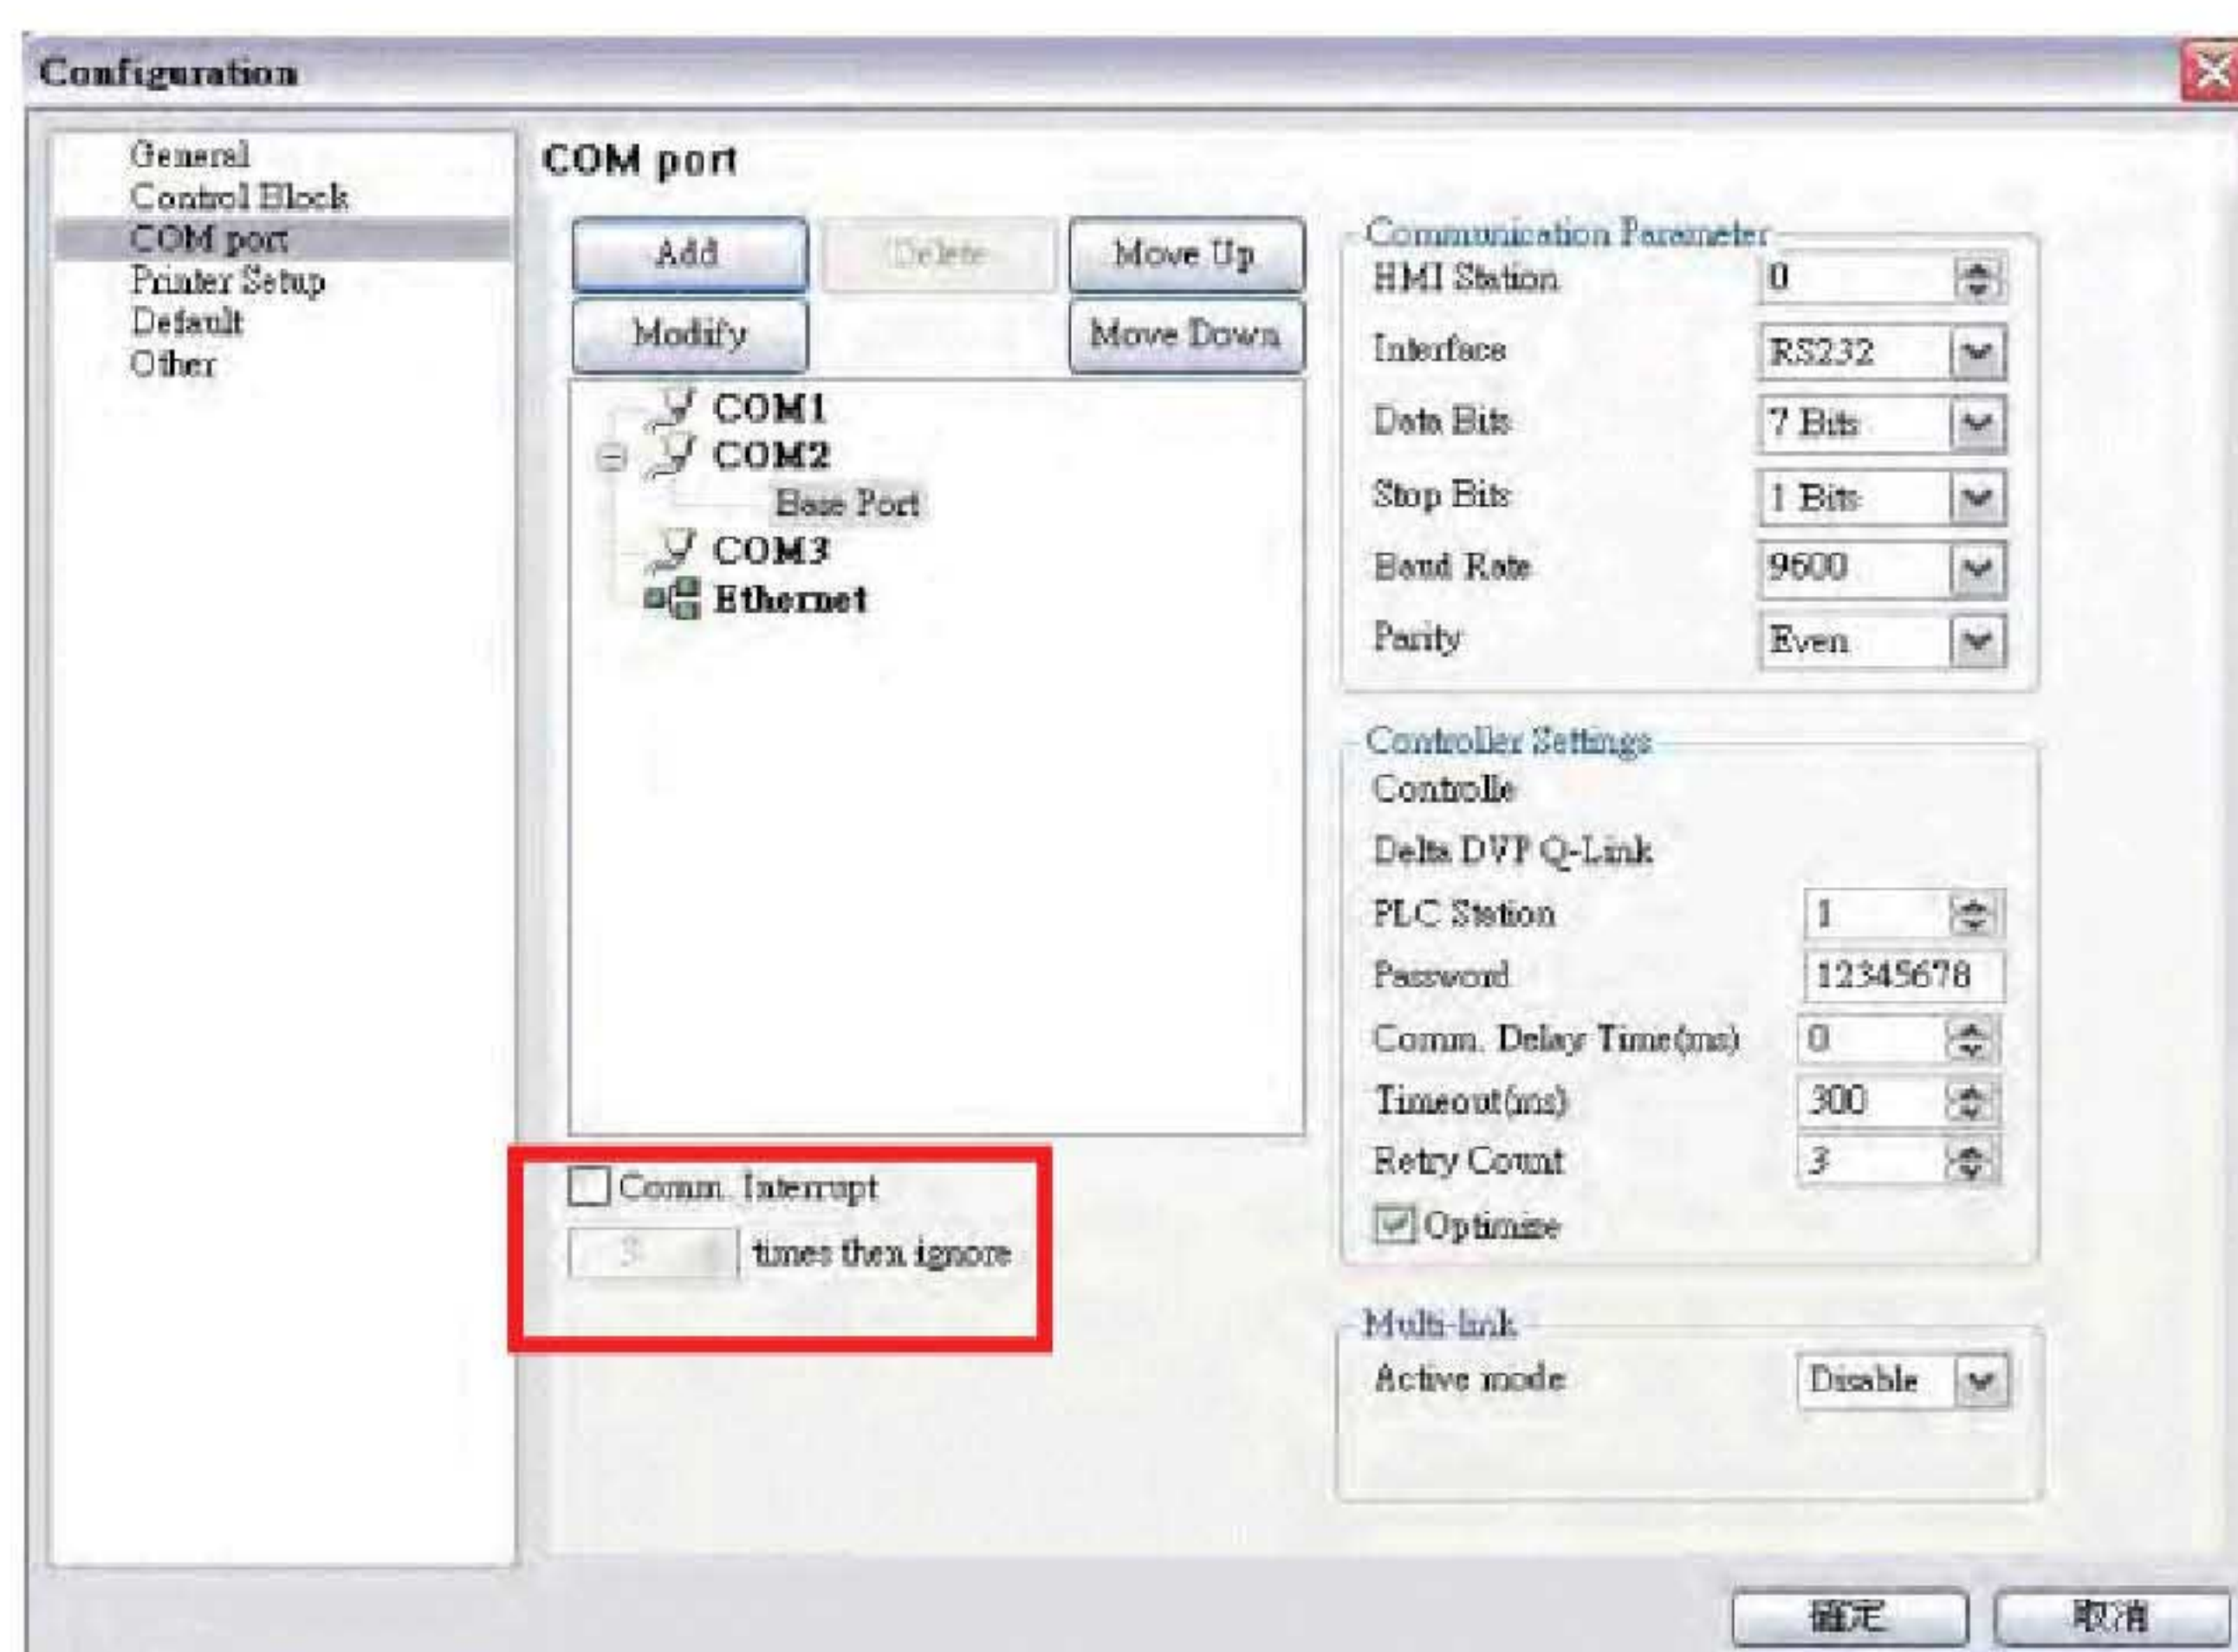 Configuration
General
Control Block
COM port
Printer Setup
Default
Other
COM port
Add
Delete
Move Up
Modify
Move Down
COM1
COM2
Base Port
COM3
Ethernet
Comm. Interrupt
3 times then ignore
Communication Parameter
HMI Station 0
Interface RS232
Data Bits 7 Bits
Stop Bits 1 Bits
Baud Rate 9600
Parity Even
Controller Settings
Controlle
Delta DVP Q-Link
PLC Station 1
Password 12345678
Comm. Delay Time(ms) 0
Timeout(ms) 300
Retry Count 3
Optimize
Multi-link
Active mode Disable
確定
取消